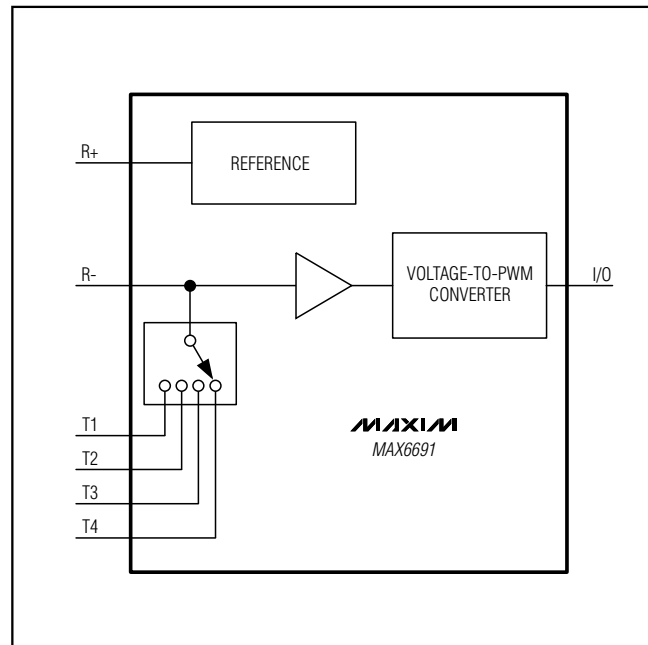 R+
REFERENCE
R-
VOLTAGE-TO-PWM
CONVERTER
I/O
T1
T2
T3
T4
MAXIM
MAX6691